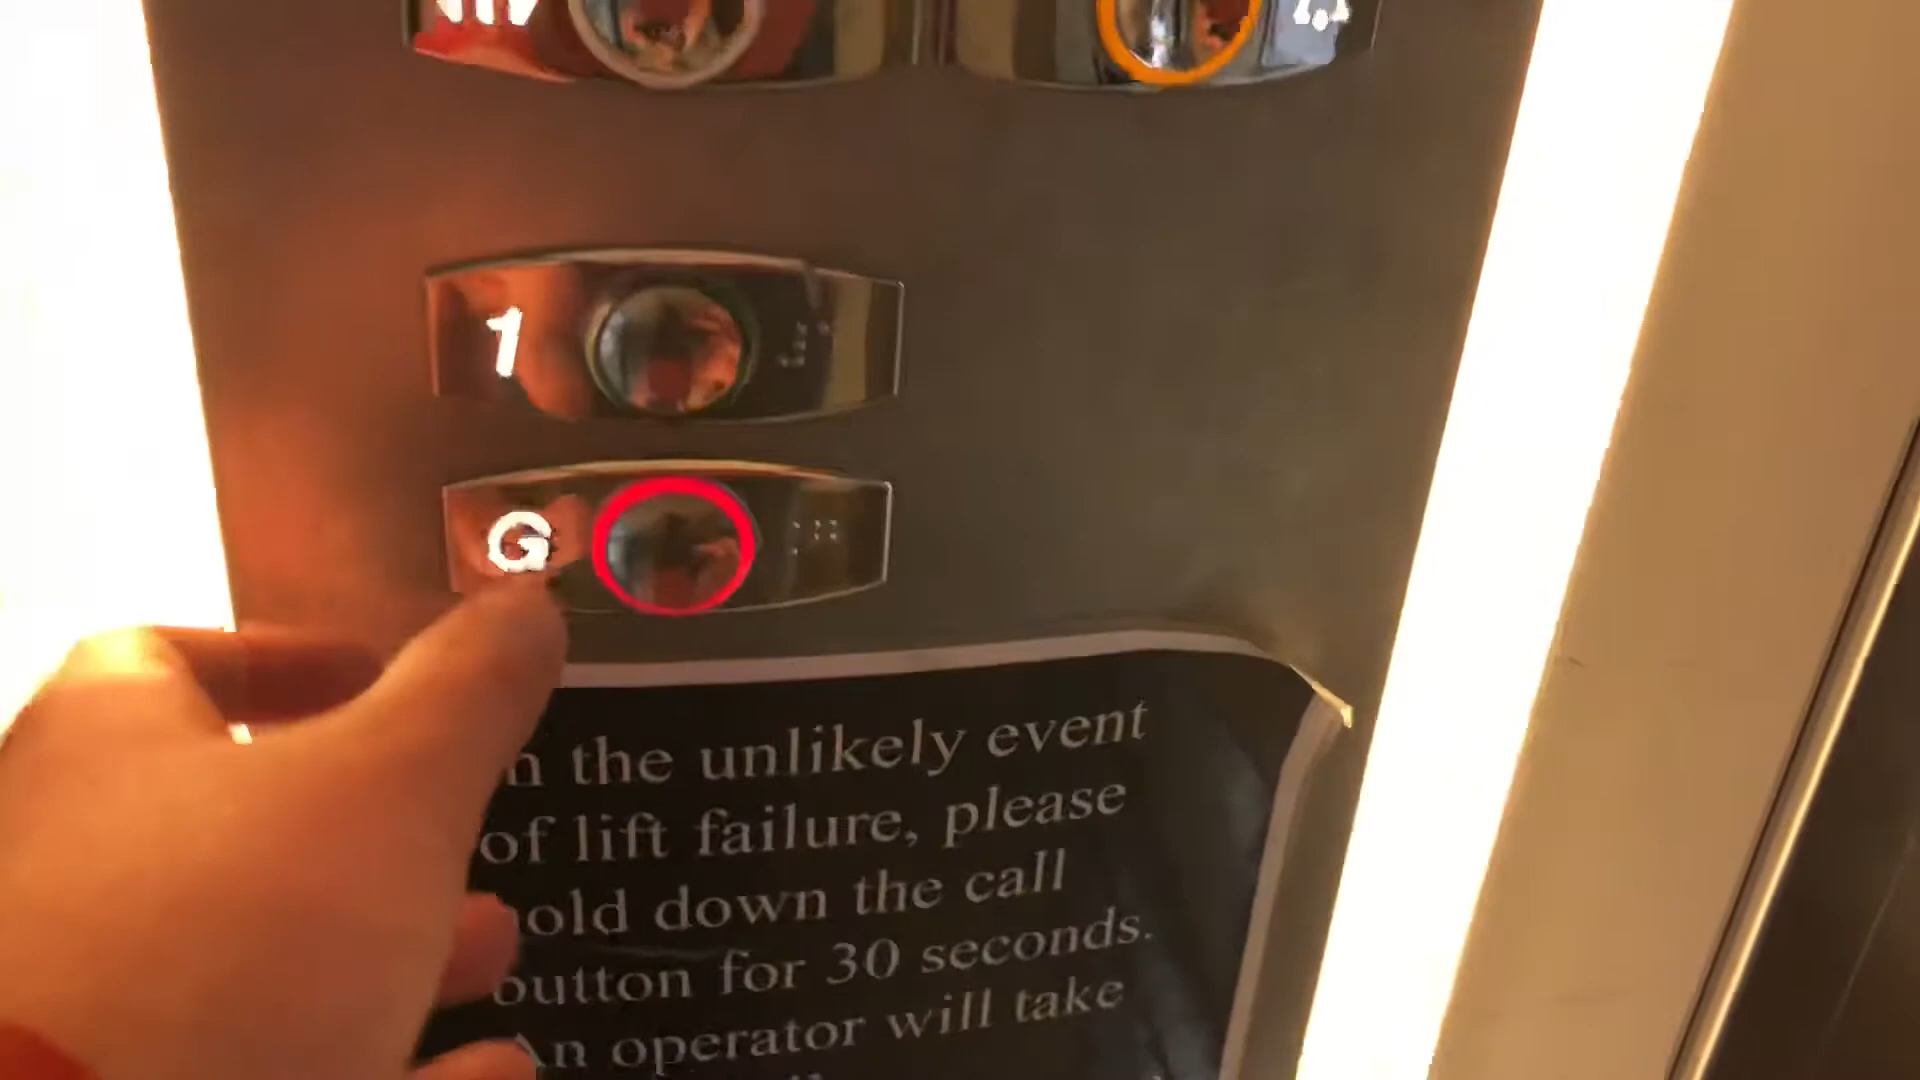 1
G
the unlikely event
of lift failure, please
down the call
button for 30 seconds.
An operator will take